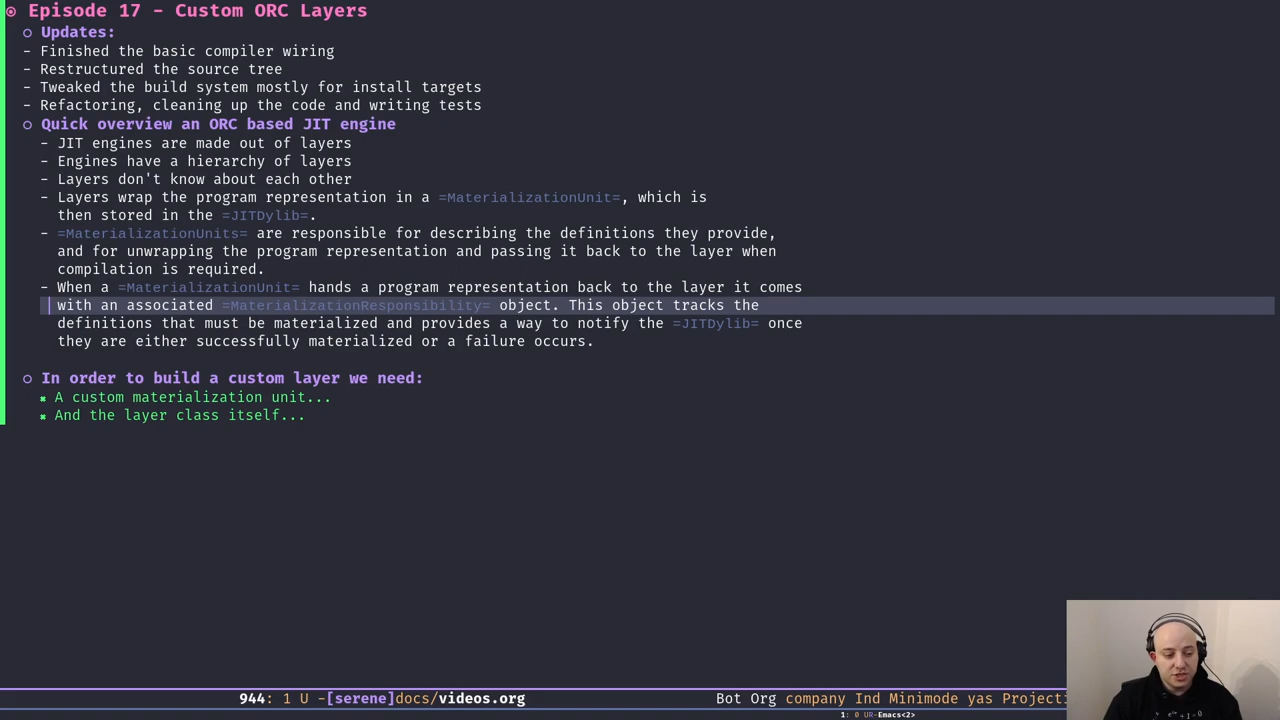 Episode 17 - Custom ORC Layers
Updates:
- Finished the basic compiler wiring
- Restructured the source tree
- Tweaked the build system mostly for install targets
- Refactoring, cleaning up the code and writing tests
Quick overview an ORC based JIT engine
- JIT engines are made out of layers
- Engines have a hierarchy of layers
- Layers don't know about each other
- Layers wrap the program representation in a =MaterializationUnit=, which is
then stored in the =JITDylib=.
- =MaterializationUnits= are responsible for describing the definitions they provide,
and for unwrapping the program representation and passing it back to the layer when
compilation is required.
- When a =MaterializationUnit= hands a program representation back to the layer it comes
with an associated =MaterializationResponsibility= object. This object tracks the
definitions that must be materialized and provides a way to notify the =JITDylib= once
they are either successfully materialized or a failure occurs.
In order to build a custom layer we need:
A custom materialization unit...
And the layer class itself...
944: 1 U -[serene]docs/videos.org Bot Org company Ind Minimode yas Projecti
1: 0 UR-Emacs<2>